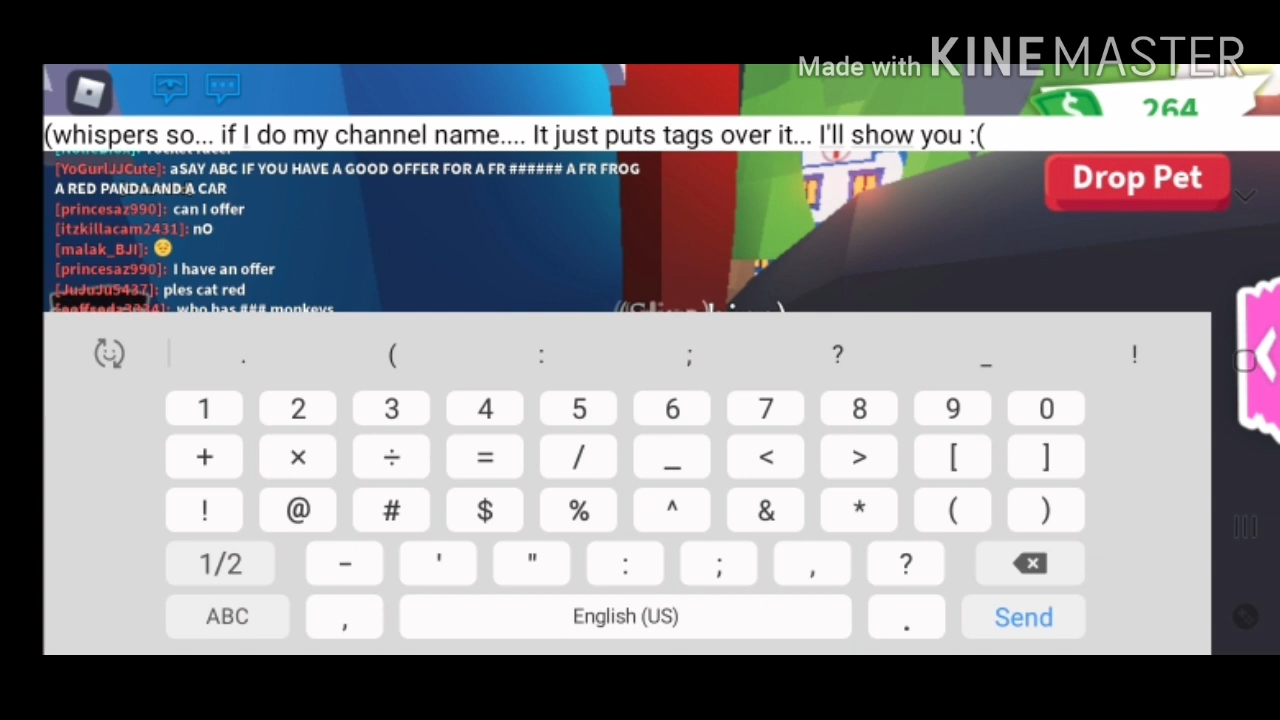 Made with KINEMASTER
264
(whispers so... if I do my channel name.... It just puts tags over it... I'll show you :(
[YoGurlJJCute]: aSAY ABC IF YOU HAVE A GOOD OFFER FOR A FR ###### A FR FROG
A RED PANDA AND A CAR
Drop Pet
[princesaz990]: can I offer
[itzkillacam2431]: nO
[malak_BJI]: 😔
[princesaz990]: I have an offer
[JuJuJu5437]: ples cat red
who has ### monkeys
. ( : ; ? _ !
1 2 3 4 5 6 7 8 9 0
+ × ÷ = / _ < > [ ]
! @ # $ % ^ & * ( )
1/2 - ' " : ; , ?
ABC , English (US) . Send